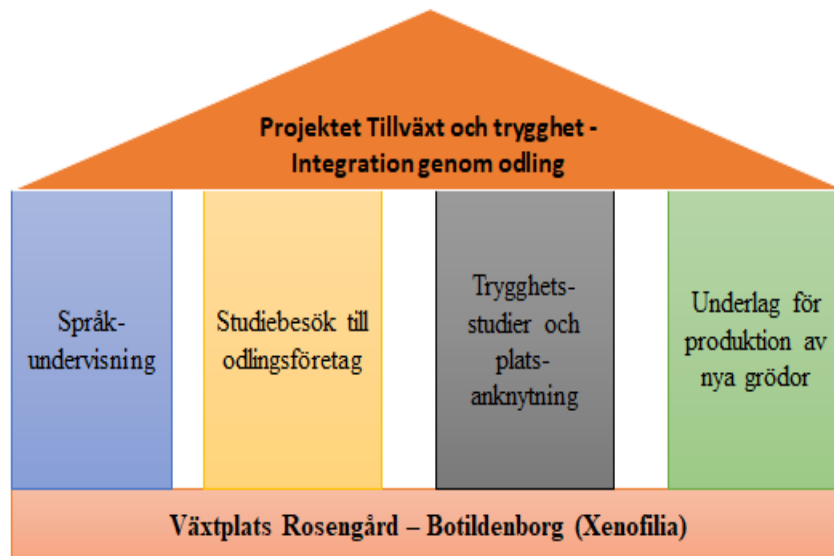 Projektet Tillväxt och trygghet -
Integration genom odling
Språk-
undervisning
Studiebesök till
odlingsföretag
Trygghets-
studier och
plats-
anknytning
Underlag för
produktion av
nya grödor
Växtplats Rosengård – Botildenborg (Xenofilia)